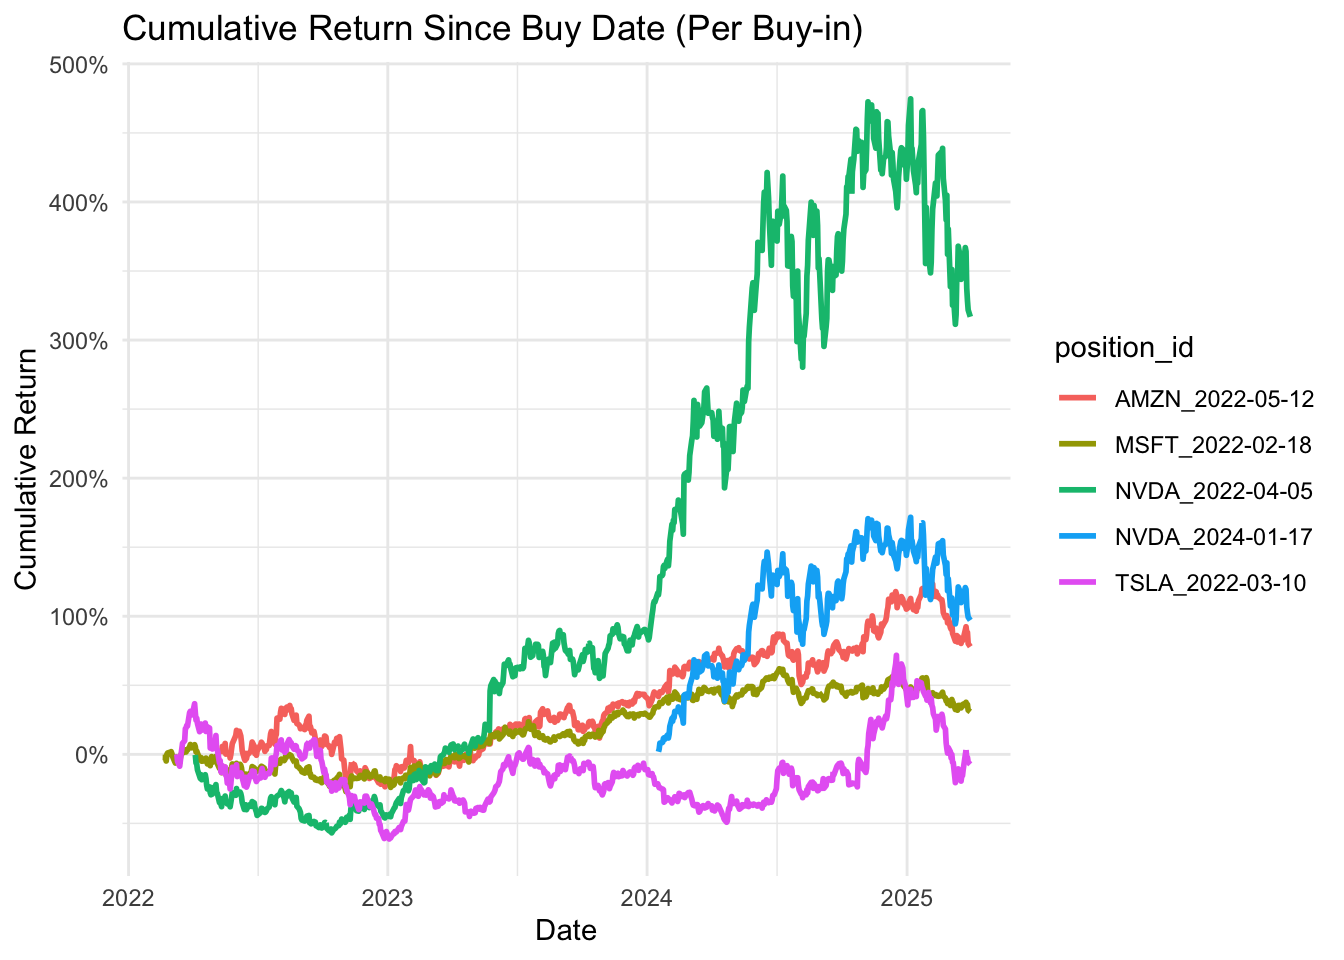 Cumulative Return Since Buy Date (Per Buy-in)
500%
400%
300%
200%
100%
0%
Cumulative Return
2022
2023
2024
2025
Date
position_id
AMZN_2022-05-12
MSFT_2022-02-18
NVDA_2022-04-05
NVDA_2024-01-17
TSLA_2022-03-10